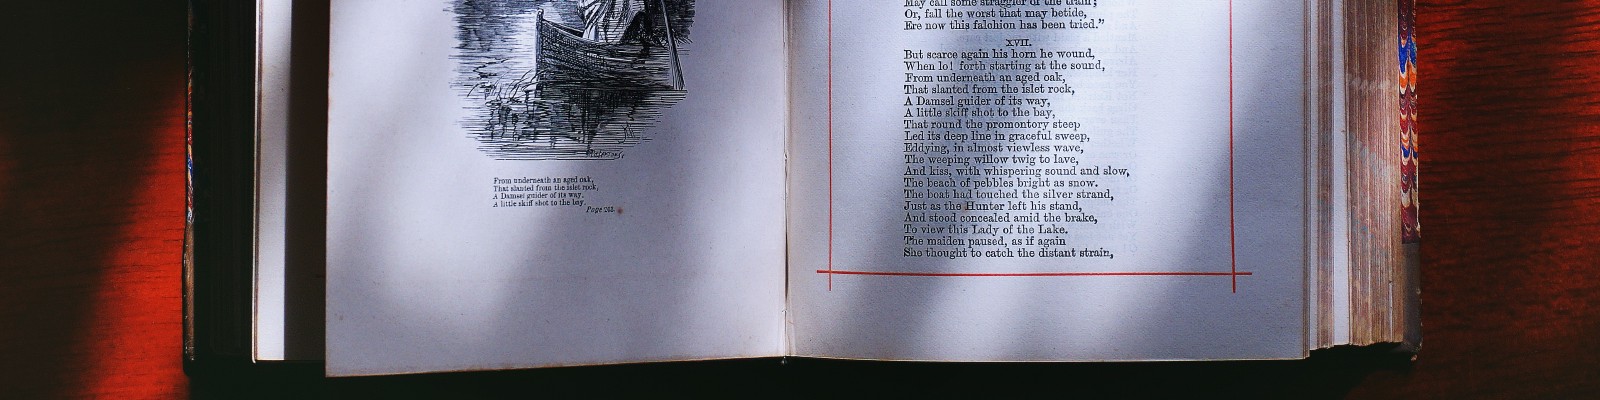 From underneath an aged oak,
That slanted from the islet rock,
A Damsel guider of its way,
A little skiff shot to the bay.
Page 263.
May call some straggler of the train;
Or, fall the worst that may betide,
Ere now this falchion has been tried.”
XVII.
But scarce again his horn he wound,
When lo! forth starting at the sound,
From underneath an aged oak,
That slanted from the islet rock,
A Damsel guider of its way,
A little skiff shot to the bay,
That round the promontory steep
Led its deep line in graceful sweep,
Eddying, in almost viewless wave,
The weeping willow twig to lave,
And kiss, with whispering sound and slow,
The beach of pebbles bright as snow.
The boat had touched the silver strand,
Just as the Hunter left his stand,
And stood concealed amid the brake,
To view this Lady of the Lake.
The maiden paused, as if again
She thought to catch the distant strain,